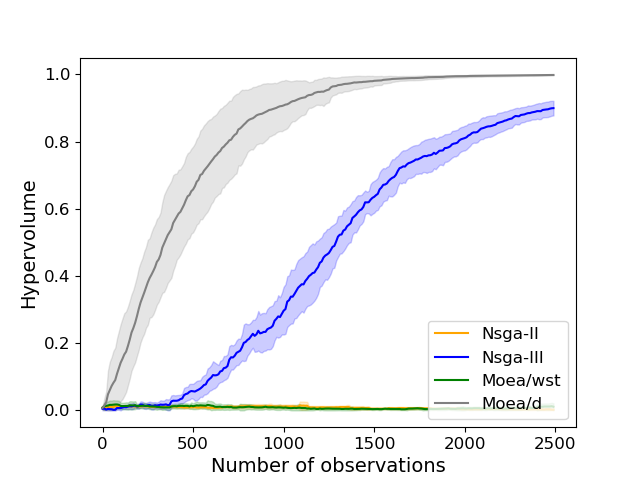 1.0
0.8
0.6
0.4
0.2
0.0
Hypervolume
Nsga-II
Nsga-III
Moea/wst
Moea/d
0 500 1000 1500 2000 2500
Number of observations